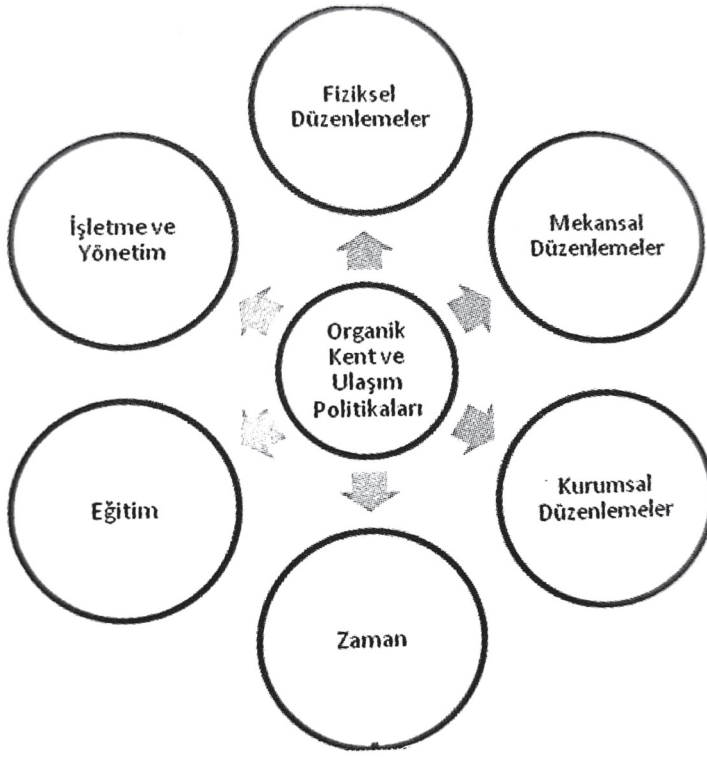 Fiziksel
Düzenlemeler
Mekansal
Düzenlemeler
Kurumsal
Düzenlemeler
Zaman
Eğitim
İşletme ve
Yönetim
Organik
Kent ve
Ulaşım
Politikaları